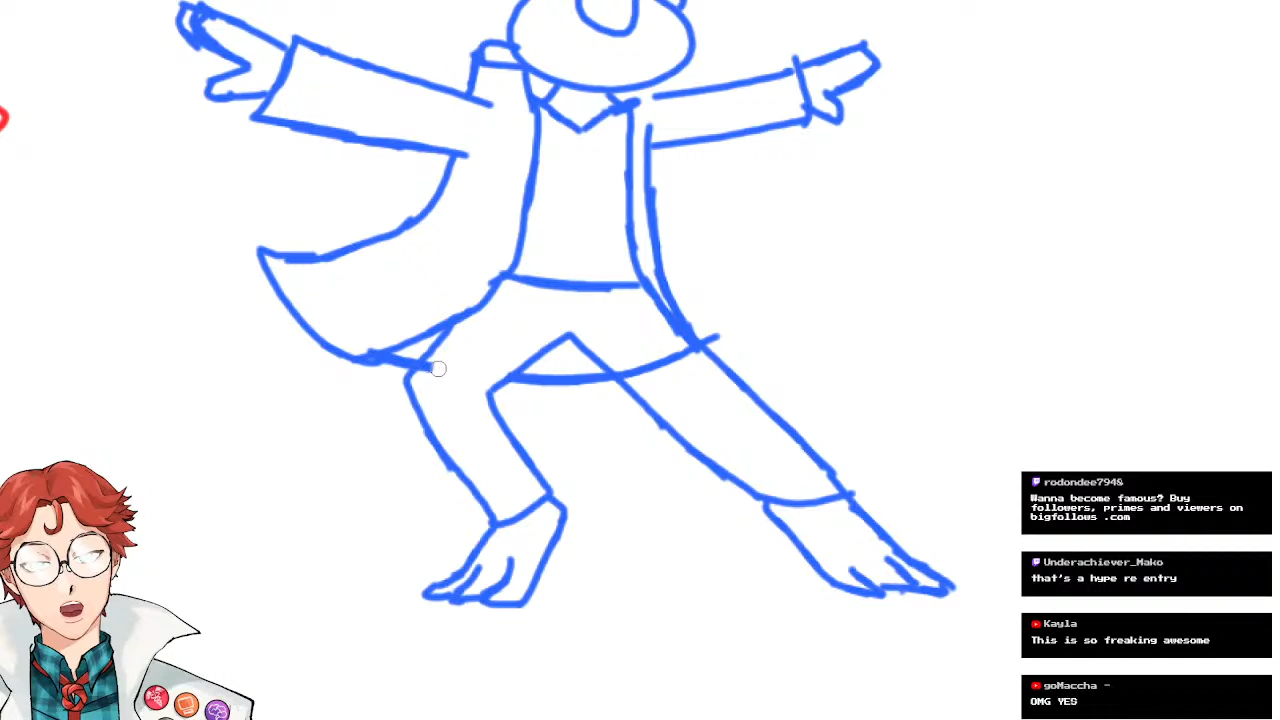 rodondee7948
Wanna become famous? Buy
followers, primes and viewers on
bigfollows .com
Underachiever_Mako
that's a hype re entry
Kayla
This is so freaking awesome
goMaccha -
OMG YES